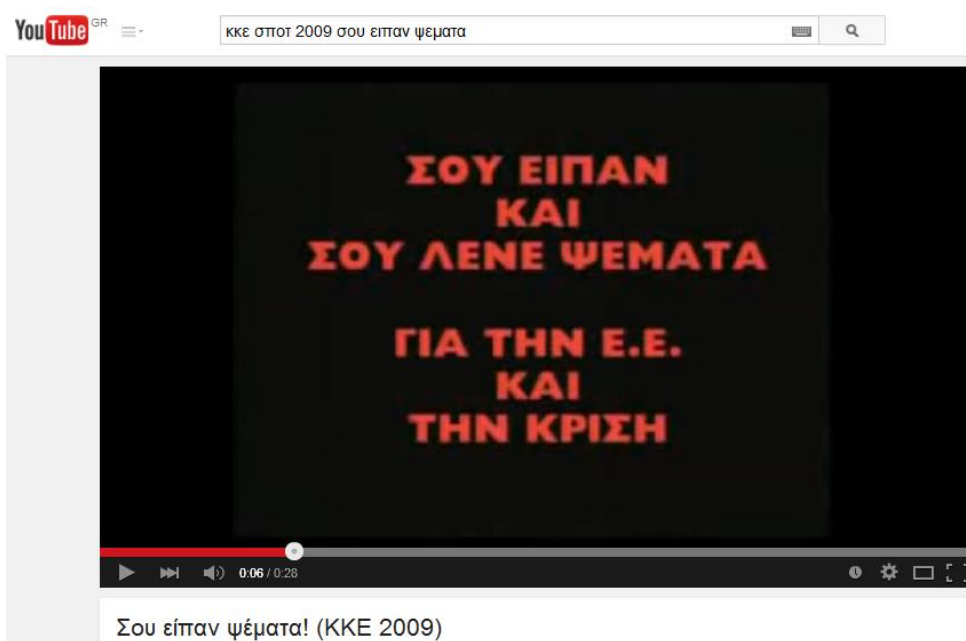 YouTube GR
κκε σποτ 2009 σου ειπαν ψεματα
ΣΟΥ ΕΙΠΑΝ
ΚΑΙ
ΣΟΥ ΛΕΝΕ ΨΕΜΑΤΑ
ΓΙΑ ΤΗΝ Ε.Ε.
ΚΑΙ
ΤΗΝ ΚΡΙΣΗ
0:06 / 0:28
Σου είπαν ψέματα! (ΚΚΕ 2009)